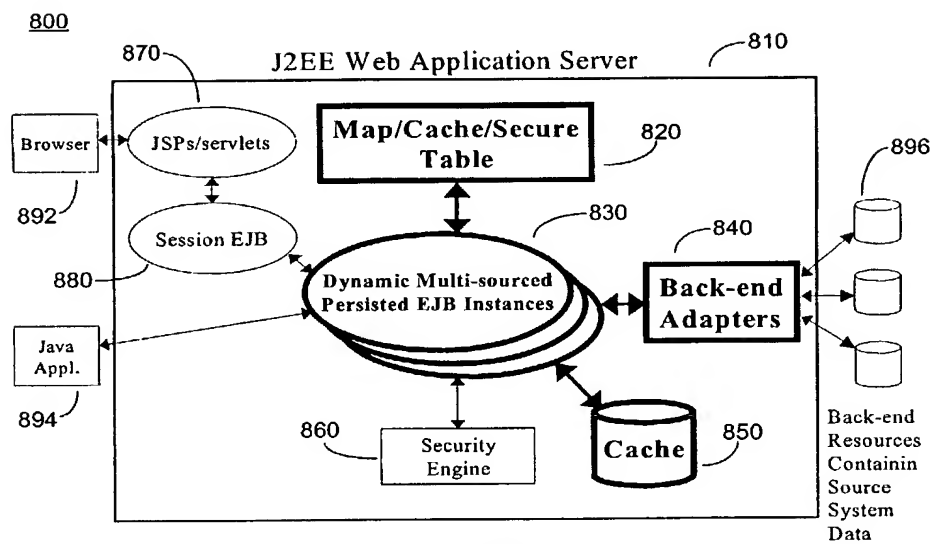 800
870
J2EE Web Application Server
810
Browser
JSPs/servlets
Map/Cache/Secure
Table
820
896
892
830
840
Session EJB
880
Dynamic Multi-sourced
Persisted EJB Instances
Back-end
Adapters
Java
Appl.
894
860
Security
Engine
Cache
850
Back-end
Resources
Containin
Source
System
Data